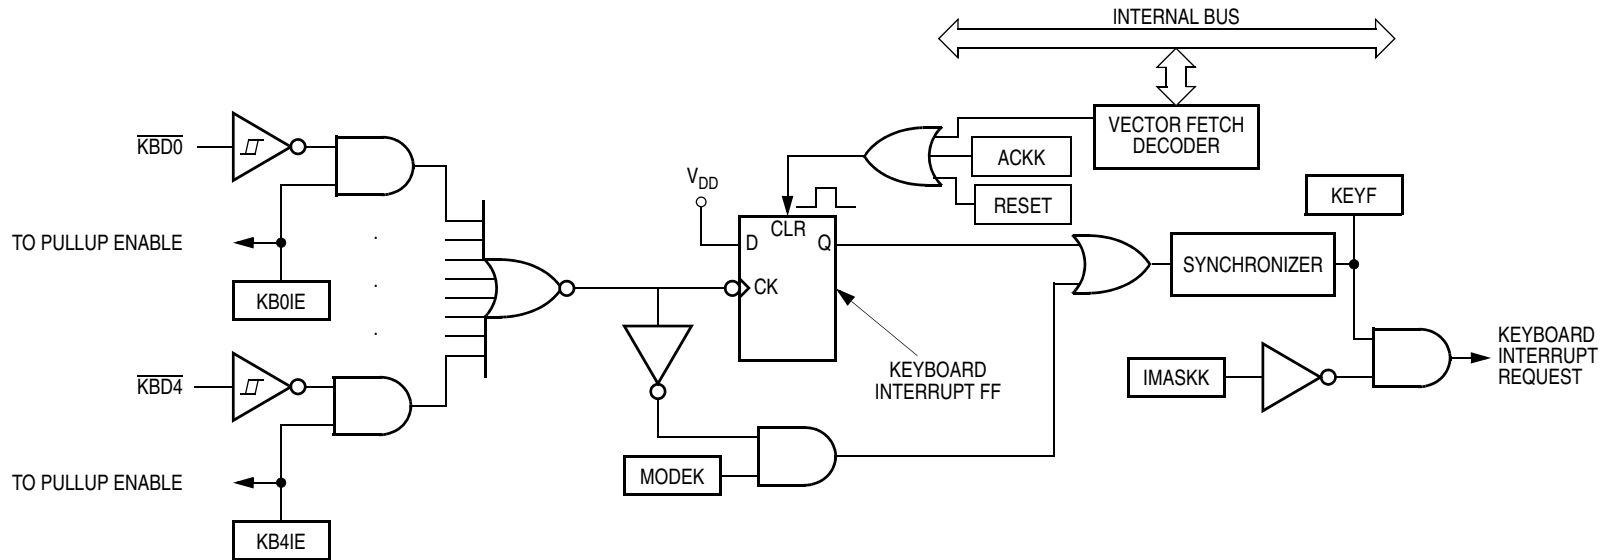 INTERNAL BUS
VECTOR FETCH
DECODER
KBD0
ACKK
VDD
RESET
KEYF
TO PULLUP ENABLE
D
CLR
Q
SYNCHRONIZER
KB0IE
CK
KEYBOARD
INTERRUPT FF
KEYBOARD
INTERRUPT
REQUEST
KBD4
IMASKK
MODEK
TO PULLUP ENABLE
KB4IE